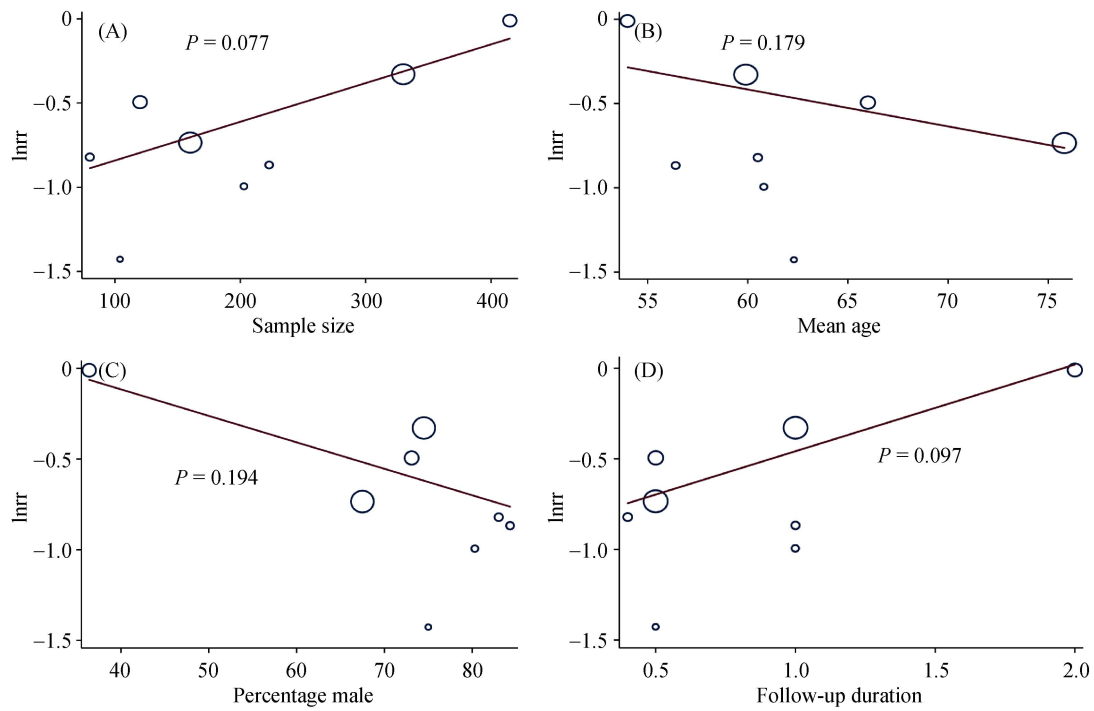 (A)
P = 0.077
0
−0.5
−1.0
−1.5
lnrr
100 200 300 400
Sample size
(B)
P = 0.179
0
−0.5
−1.0
−1.5
lnrr
55 60 65 70 75
Mean age
(C)
P = 0.194
0
−0.5
−1.0
−1.5
lnrr
40 50 60 70 80
Percentage male
(D)
P = 0.097
0
−0.5
−1.0
−1.5
lnrr
0.5 1.0 1.5 2.0
Follow-up duration